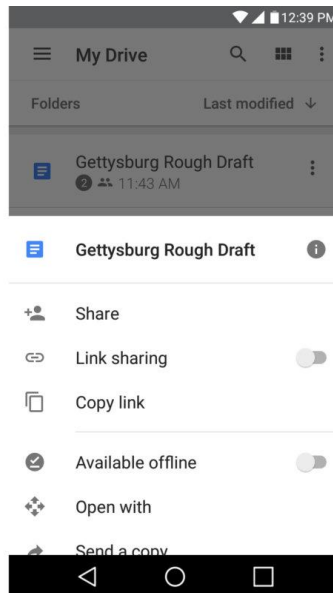 12:39 PM
My Drive
Folders
Last modified
Gettysburg Rough Draft
2 11:43 AM
Gettysburg Rough Draft
Share
Link sharing
Copy link
Available offline
Open with
Send a copy